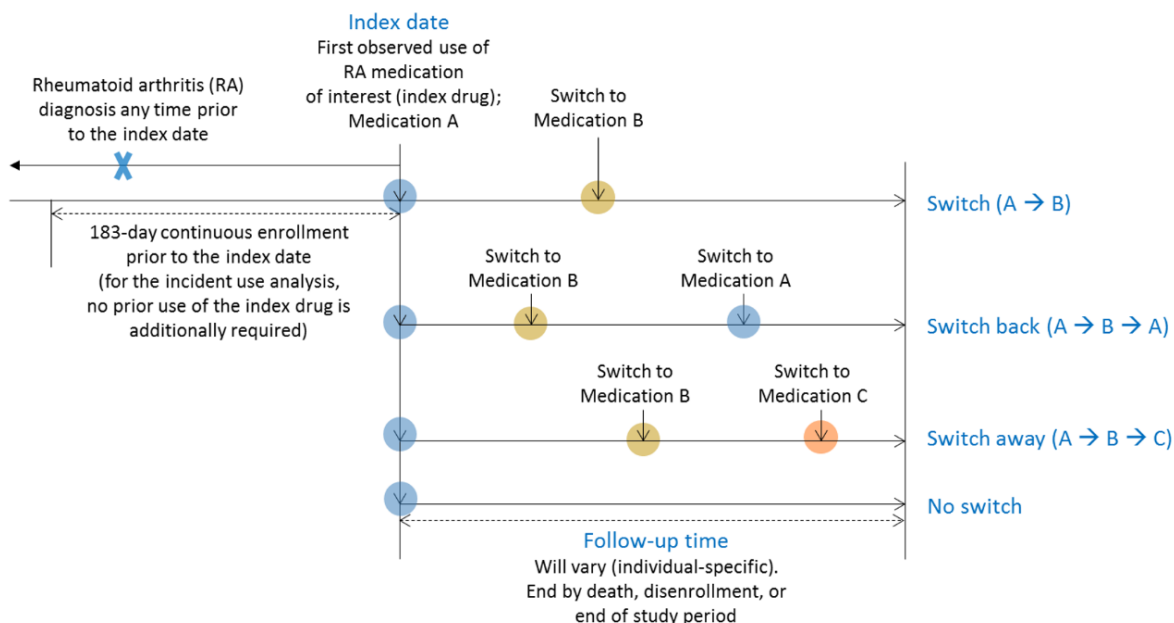 Index date
First observed use of
RA medication
of interest (index drug);
Medication A
Rheumatoid arthritis (RA)
diagnosis any time prior
to the index date
Switch to
Medication B
Switch (A → B)
183-day continuous enrollment
prior to the index date
(for the incident use analysis,
no prior use of the index drug is
additionally required)
Switch to
Medication B
Switch to
Medication A
Switch back (A → B → A)
Switch to
Medication B
Switch to
Medication C
Switch away (A → B → C)
No switch
Follow-up time
Will vary (individual-specific).
End by death, disenrollment, or
end of study period